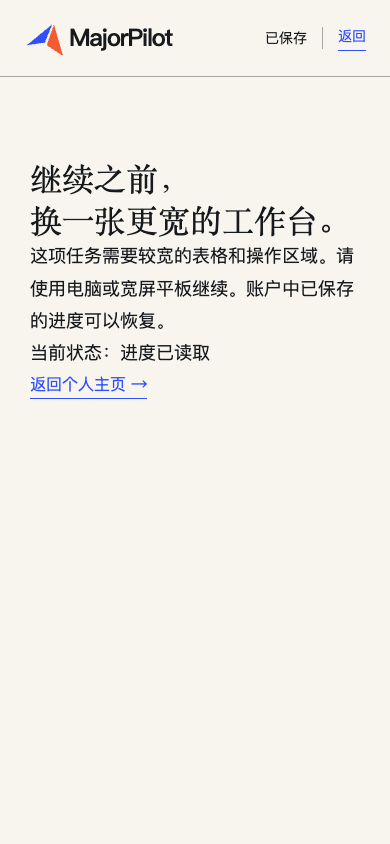 MajorPilot
已保存
返回
继续之前，
换一张更宽的工作台。
这项任务需要较宽的表格和操作区域。请
使用电脑或宽屏平板继续。账户中已保存
的进度可以恢复。
当前状态：进度已读取
返回个人主页 →